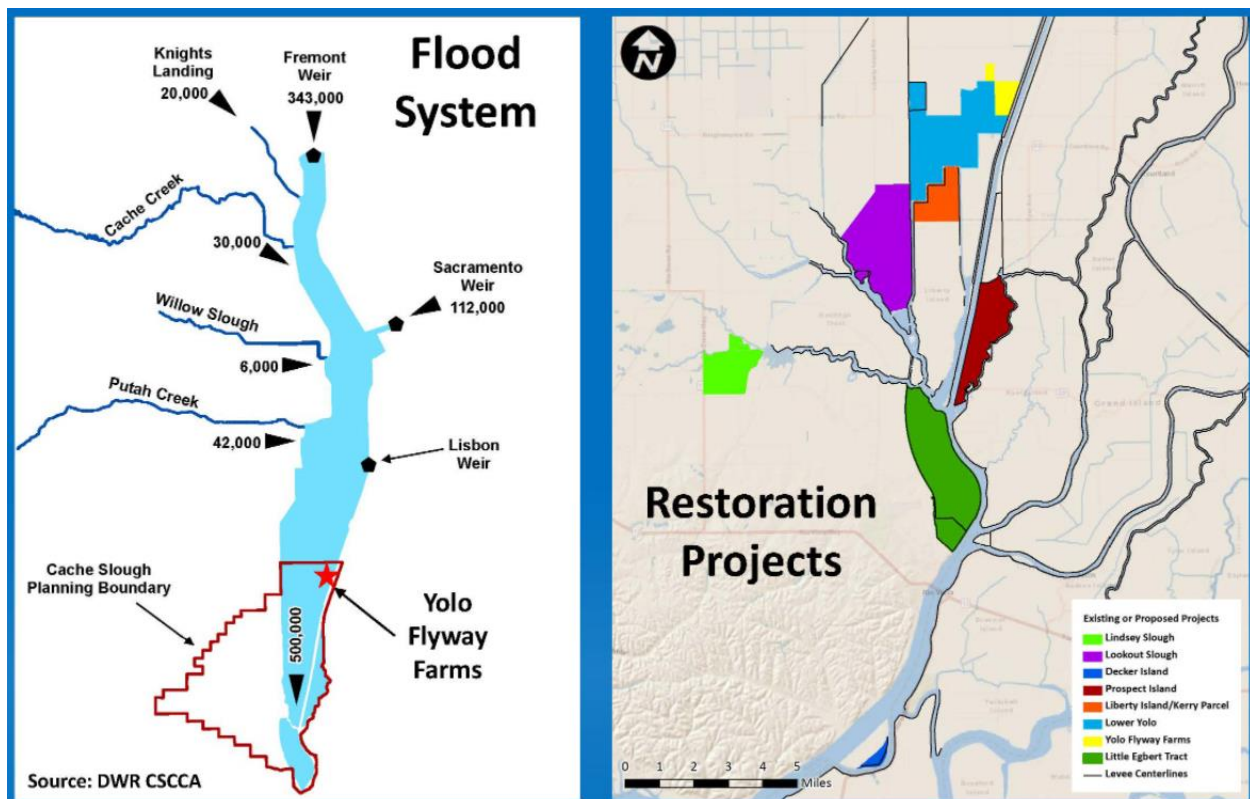 Flood
System
Knights
Landing
20,000
Fremont
Weir
343,000
Cache Creek
30,000
Sacramento
Weir
112,000
Willow Slough
6,000
Putah Creek
42,000
Lisbon
Weir
Cache Slough
Planning Boundary
500,000
Yolo
Flyway
Farms
Source: DWR CSCCA
N
Restoration
Projects
Grand Island
Existing or Proposed Projects
Lindsey Slough
Lookout Slough
Decker Island
Prospect Island
Liberty Island/Kerry Parcel
Lower Yolo
Yolo Flyway Farms
Little Egbert Tract
Levee Centerlines
0 1 2 3 4 5
Miles